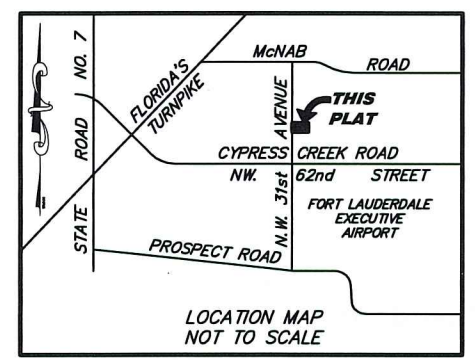 McNAB ROAD
STATE ROAD NO. 7
FLORIDA'S
TURNPIKE
N.W. 31st AVENUE
THIS
PLAT
CYPRESS CREEK ROAD
NW. 62nd STREET
FORT LAUDERDALE
EXECUTIVE
AIRPORT
PROSPECT ROAD
LOCATION MAP
NOT TO SCALE